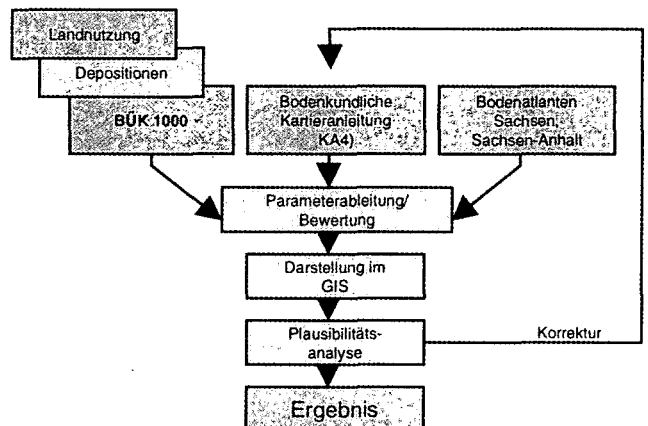 Landnutzung
Depositionen
BÜK 1000
Bodenkundliche
Kartieranleitung
KA4)
Bodenatlanten
Sachsen,
Sachsen-Anhalt
Parameterableitung/
Bewertung
Darstellung im
GIS
Plausibilitäts-
analyse
Korrektur
Ergebnis